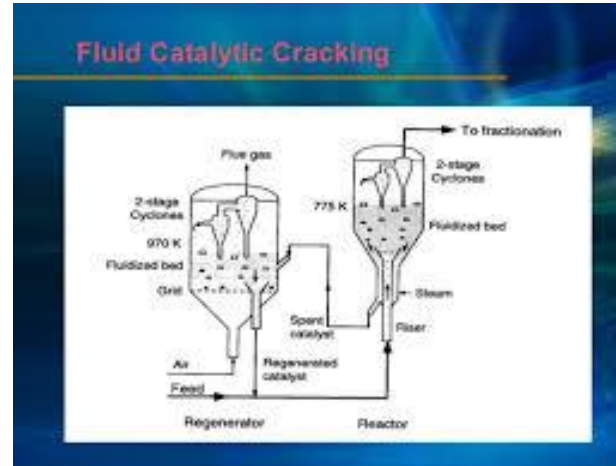 Fluid Catalytic Cracking
To fractionation
Flue gas
2-stage
Cyclones
2-stage
Cyclones
775 K
970 K
Fluidized bed
Fluidized bed
Grid
Steam
Spent
catalyst
Riser
Air
Regenerated
catalyst
Feed
Regenerator
Reactor